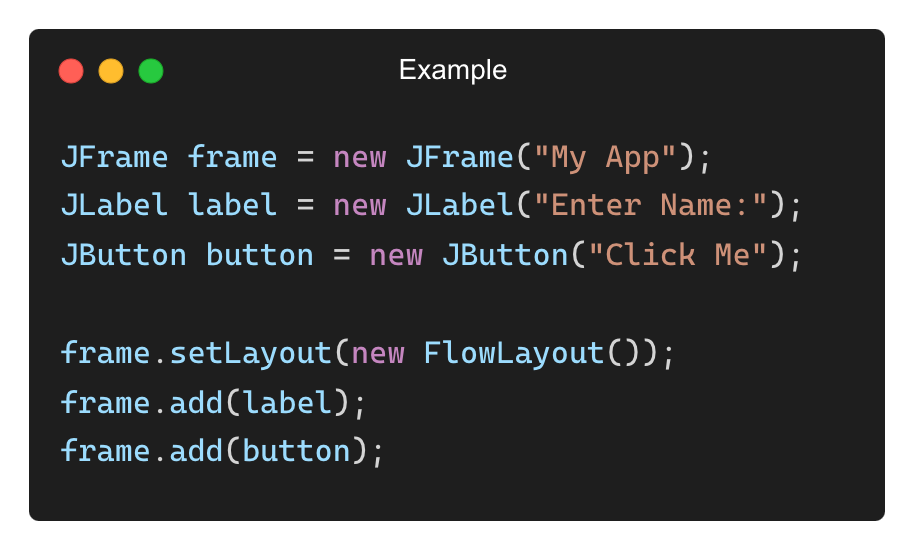 Example
JFrame frame = new JFrame("My App");
JLabel label = new JLabel("Enter Name:");
JButton button = new JButton("Click Me");
frame.setLayout(new FlowLayout());
frame.add(label);
frame.add(button);